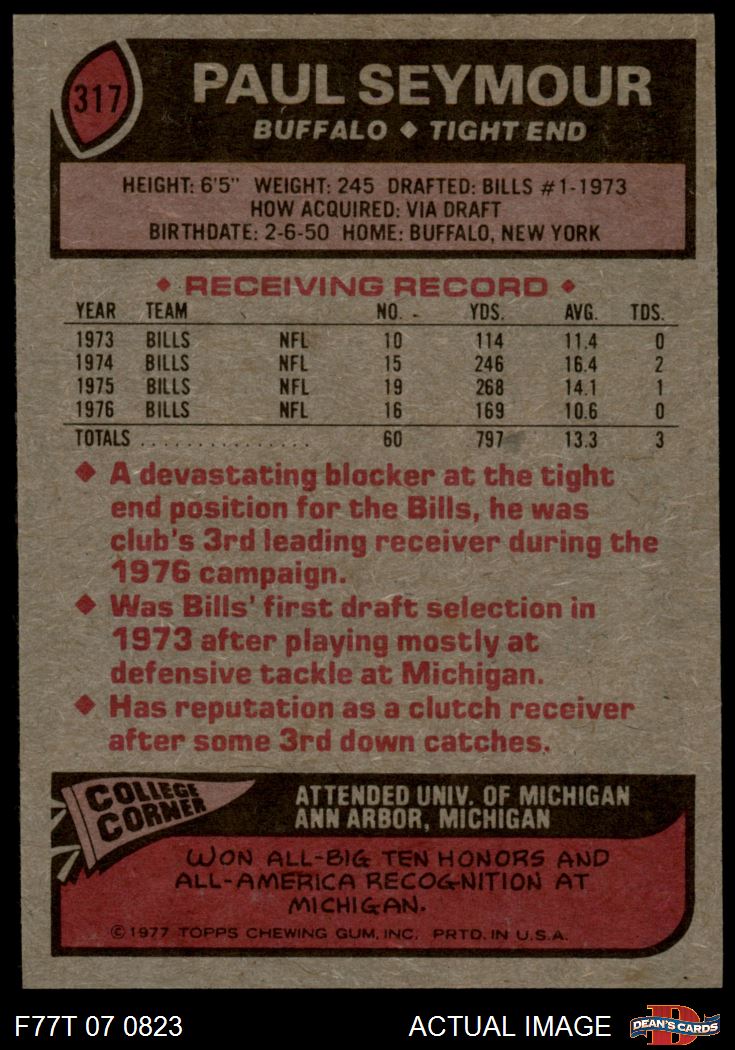 317
PAUL SEYMOUR
BUFFALO ◆ TIGHT END
HEIGHT: 6'5" WEIGHT: 245 DRAFTED: BILLS #1-1973
HOW ACQUIRED: VIA DRAFT
BIRTHDATE: 2-6-50 HOME: BUFFALO, NEW YORK
◆ RECEIVING RECORD ◆
YEAR TEAM NO. YDS. AVG. TDS.
1973 BILLS NFL 10 114 11.4 0
1974 BILLS NFL 15 246 16.4 2
1975 BILLS NFL 19 268 14.1 1
1976 BILLS NFL 16 169 10.6 0
TOTALS ............... 60 797 13.3 3
◆ A devastating blocker at the tight
end position for the Bills, he was
club's 3rd leading receiver during the
1976 campaign.
◆ Was Bills' first draft selection in
1973 after playing mostly at
defensive tackle at Michigan.
◆ Has reputation as a clutch receiver
after some 3rd down catches.
COLLEGE
CORNER
ATTENDED UNIV. OF MICHIGAN
ANN ARBOR, MICHIGAN
WON ALL-BIG TEN HONORS AND
ALL-AMERICA RECOGNITION AT
MICHIGAN.
©1977 TOPPS CHEWING GUM, INC. PRTD. IN U.S.A.
F77T 07 0823 ACTUAL IMAGE
D
DEAN'S CARDS